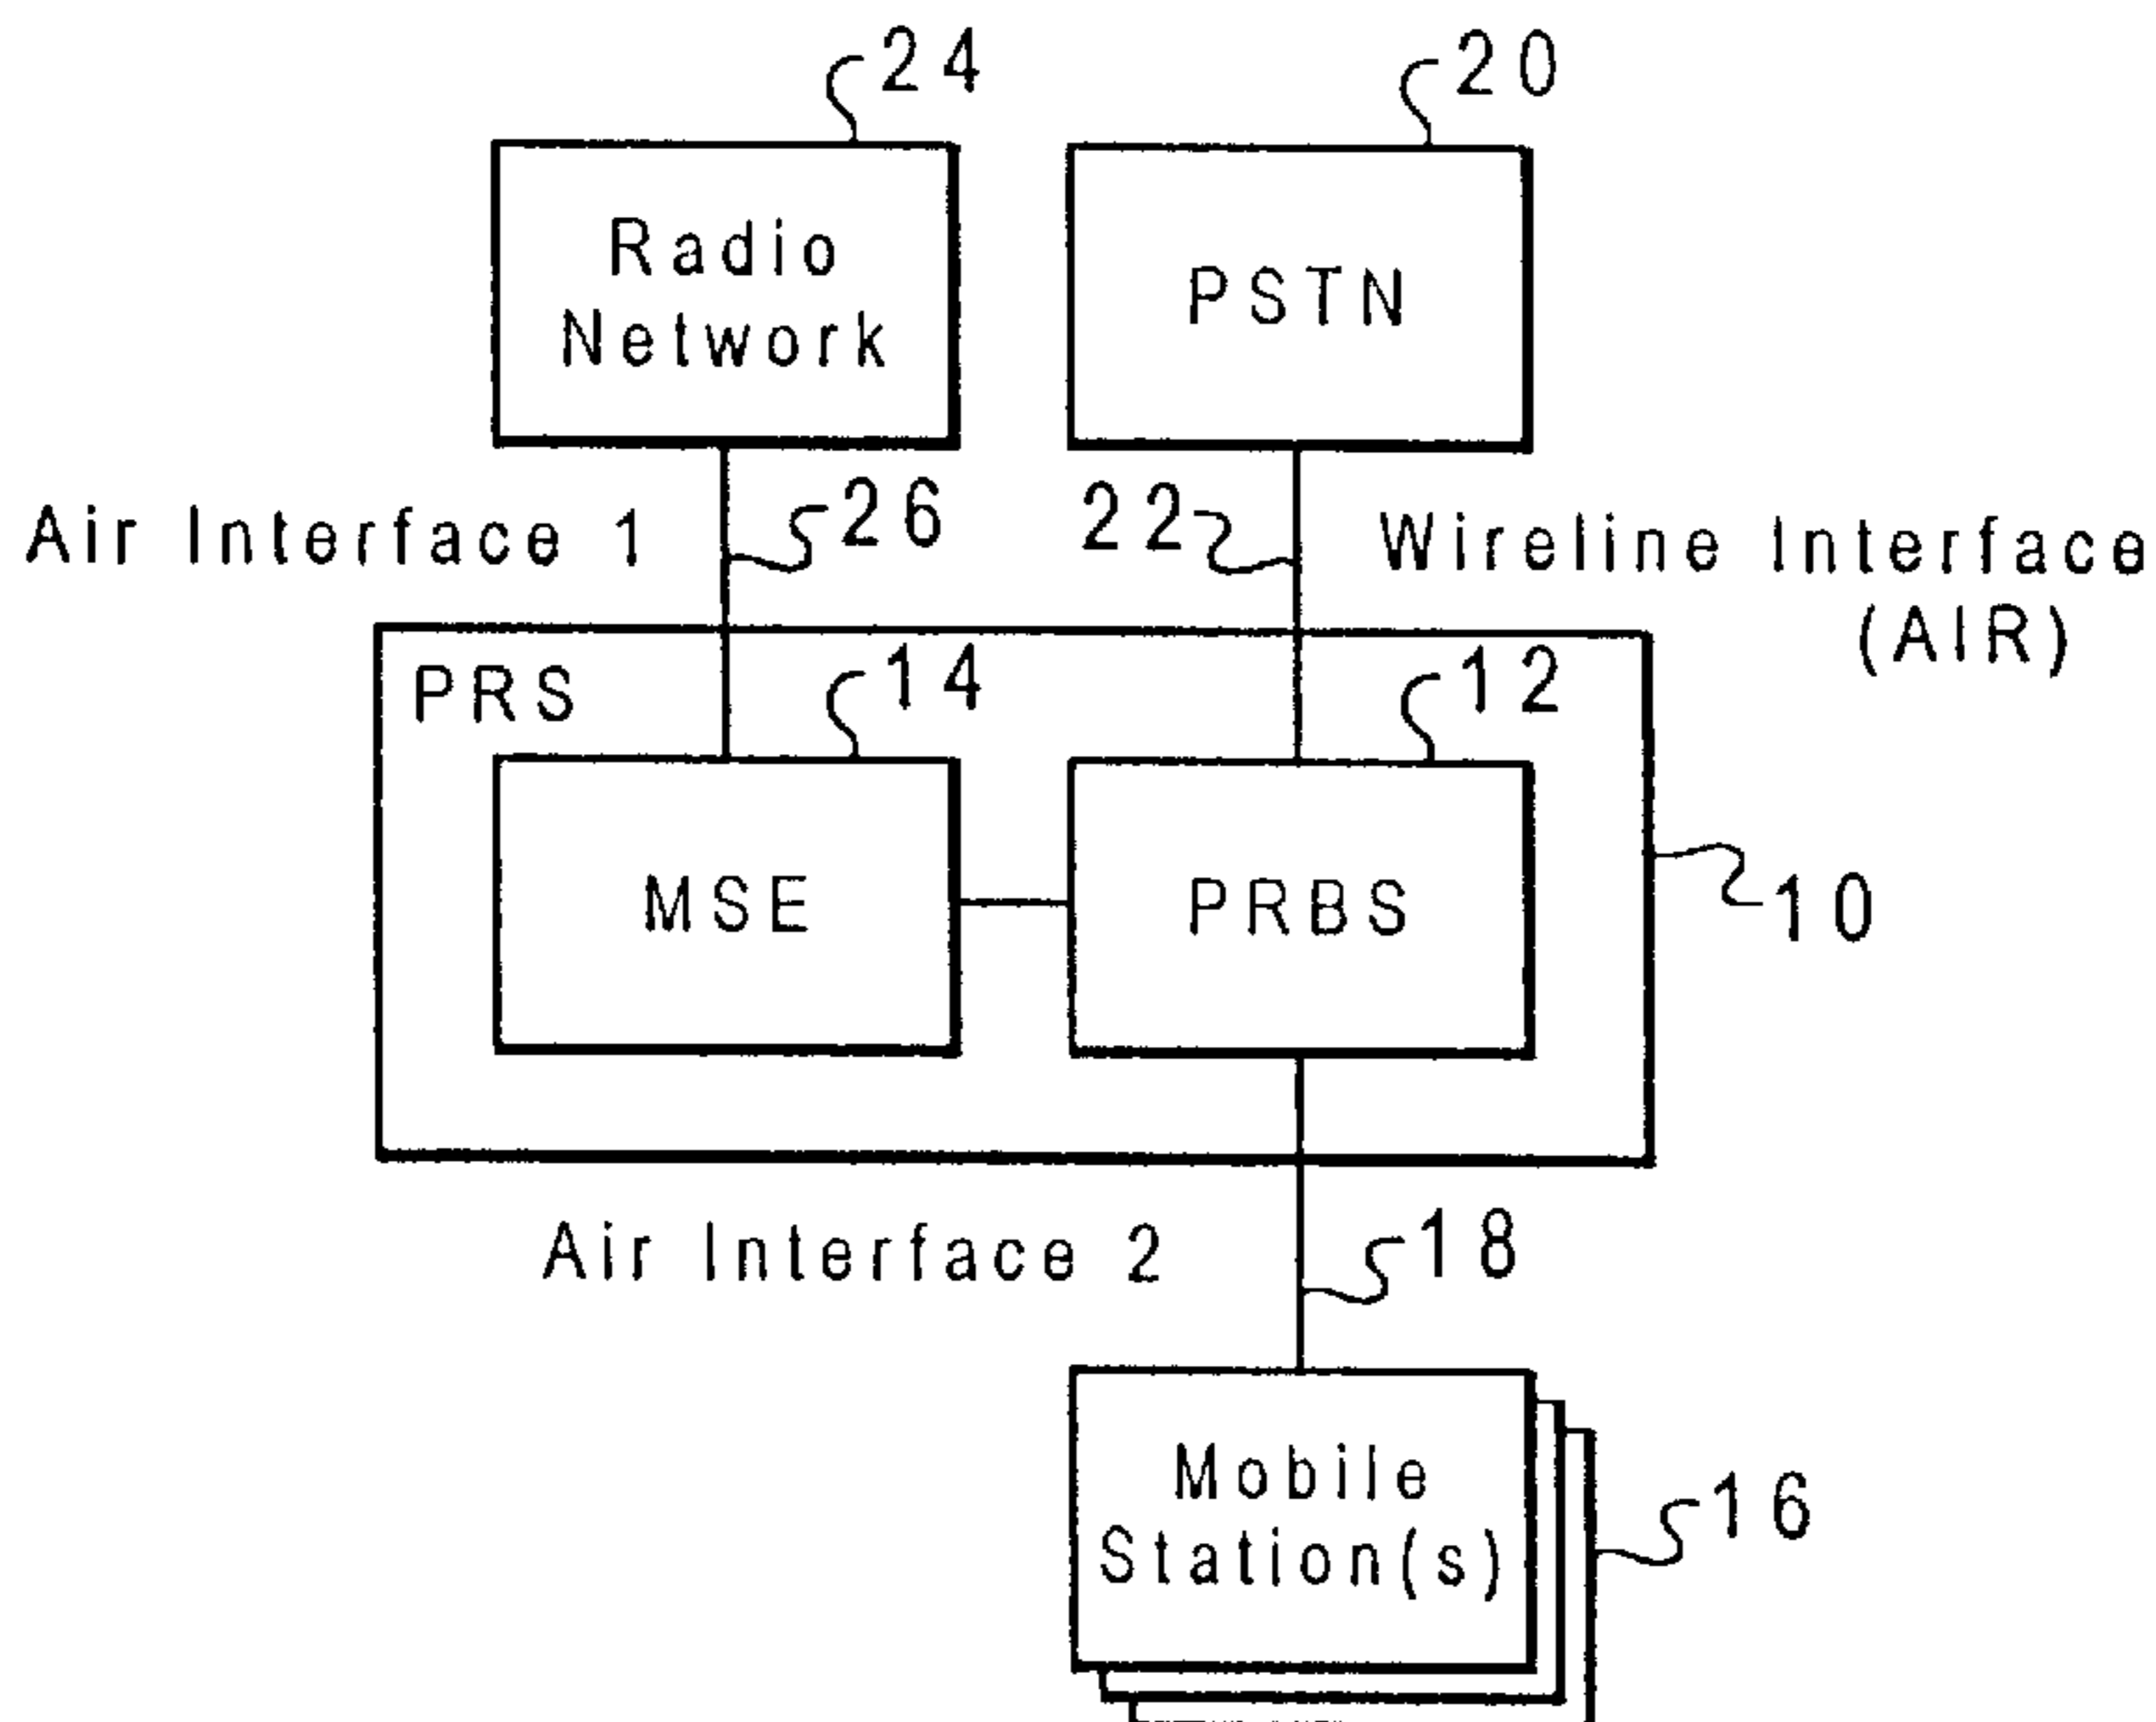 24
20
Radio
Network
PSTN
Air Interface 1
26
22
Wireline Interface
(AIR)
PRS
14
12
MSE
PRBS
10
Air Interface 2
18
Mobile
Station(s)
16